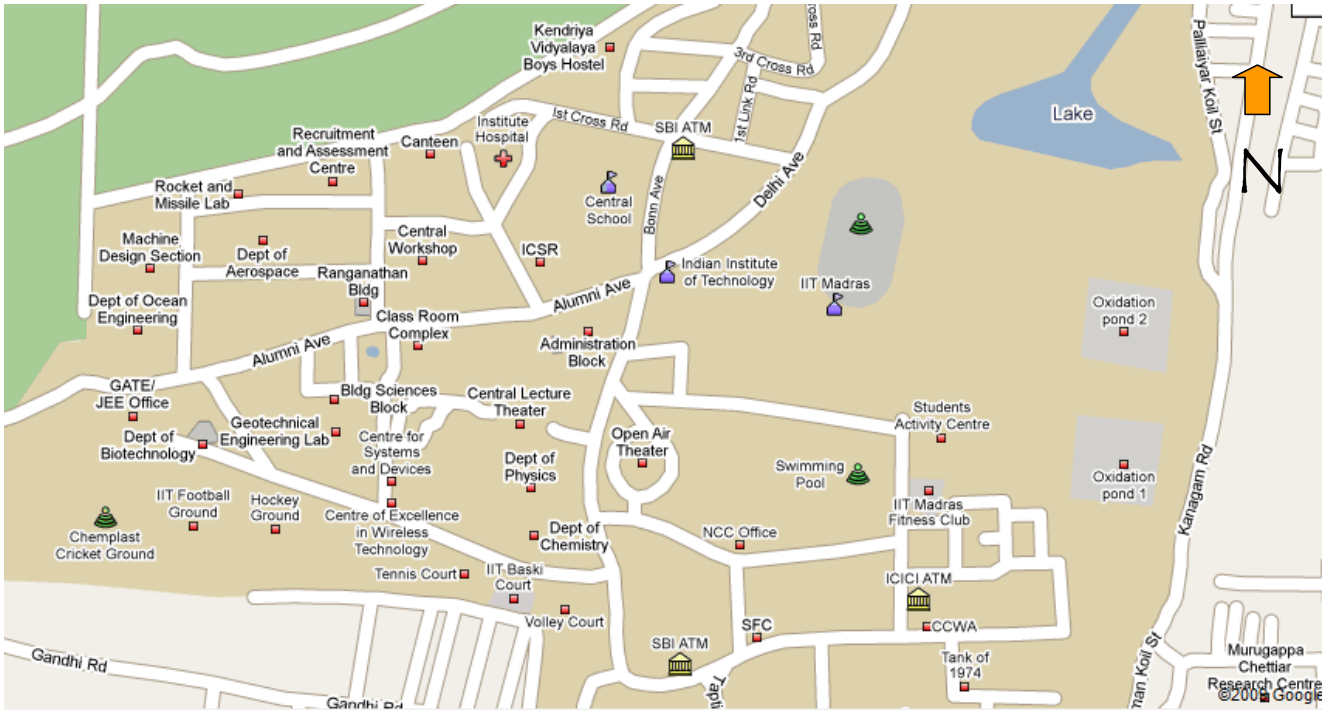 Kendriya
Vidyalaya
Boys Hostel
3rd Cross Rd
Palliaiyar Koil St
N
Lake
1st Link Rd
Ist Cross Rd
SBI ATM
Institute
Hospital
Canteen
Recruitment
and Assessment
Centre
Rocket and
Missile Lab
Central
School
Bonn Ave
Delhi Ave
Machine
Design Section
Dept of
Aerospace
Central
Workshop
ICSR
Ranganathan
Bldg
Indian Institute
of Technology
IIT Madras
Dept of Ocean
Engineering
Class Room
Complex
Alumni Ave
Oxidation
pond 2
Administration
Block
Alumni Ave
GATE/
JEE Office
Bldg Sciences
Block
Central Lecture
Theater
Students
Activity Centre
Geotechnical
Engineering Lab
Dept of
Biotechnology
Centre for
Systems
and Devices
Open Air
Theater
Dept of
Physics
Swimming
Pool
Oxidation
pond 1
Kanagam Rd
IIT Football
Ground
Hockey
Ground
Centre of Excellence
in Wireless
Technology
IIT Madras
Fitness Club
Chemplast
Cricket Ground
Dept of
Chemistry
NCC Office
Tennis Court
IIT Baski
Court
ICICI ATM
Volley Court
SFC
CCWA
SBI ATM
Tank of
1974
Gandhi Rd
Gandhi Rd
Murugappa
Chettiar
Research Centre